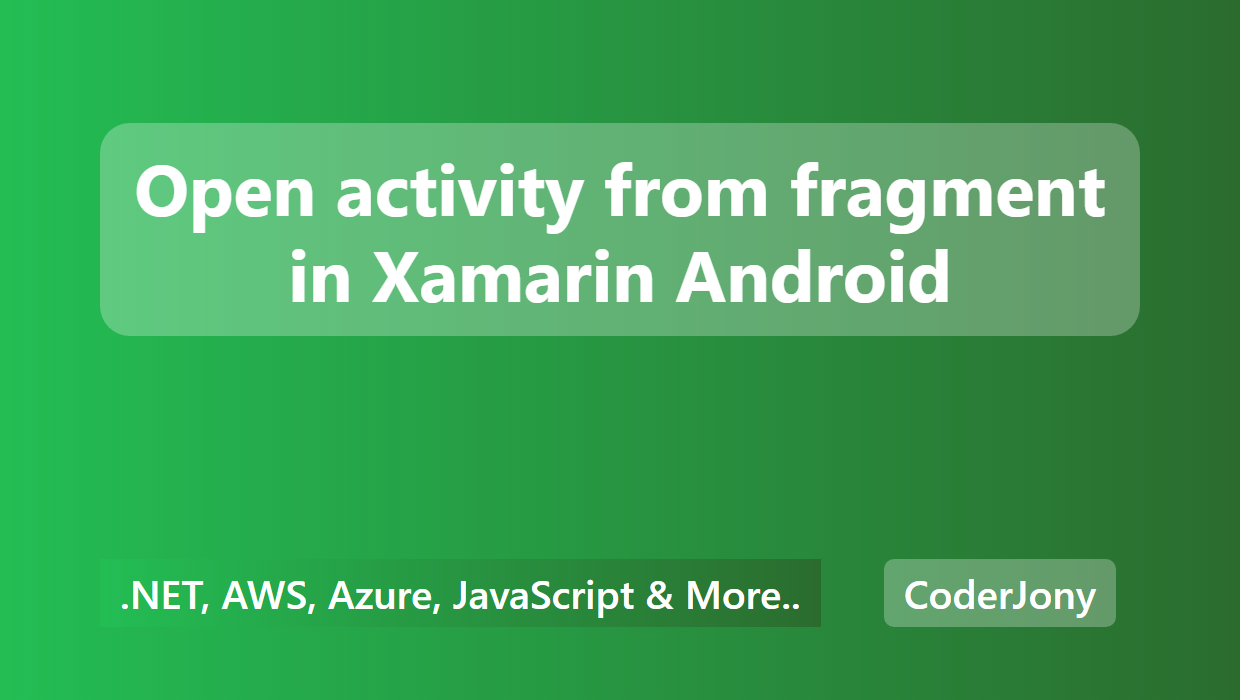 Open activity from fragment
in Xamarin Android
.NET, AWS, Azure, JavaScript & More..
CoderJony